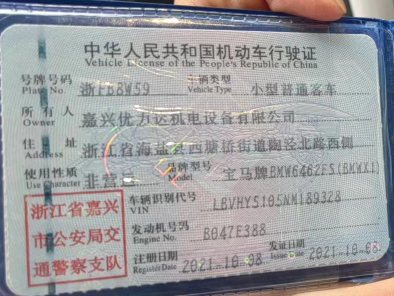 中华人民共和国机动车行驶证
Vehicle License of the People's Republic of China
号牌号码 Plate No. 浙FB8W59 车辆类型 Vehicle Type 小型普通客车
所有人 Owner 嘉兴优力达机电设备有限公司
住址 Address 浙江省海盐县西塘桥街道陶泾北路西侧
使用性质 Use Character 非营运 品牌型号 Model 宝马牌BMW6462FS(BMWX1)
浙江省嘉兴
市公安局交
通警察支队
车辆识别代号 VIN LBVHY5105NM189328
发动机号码 Engine No. B047E388
注册日期 Register Date 2021-10-08 发证日期 Issue Date 2021-10-08